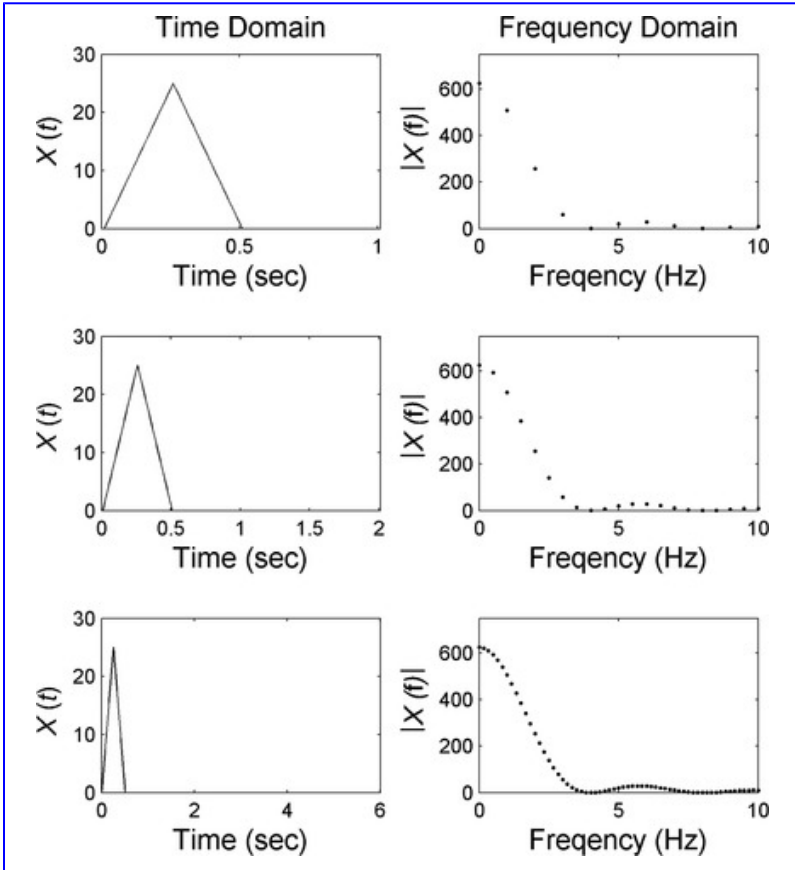 Time Domain
Frequency Domain
30
20
10
0
X (t)
0 0.5 1
Time (sec)
600
400
200
0
|X (f)|
0 5 10
Freqency (Hz)
30
20
10
0
X (t)
0 0.5 1 1.5 2
Time (sec)
600
400
200
0
|X (f)|
0 5 10
Freqency (Hz)
30
20
10
0
X (t)
0 2 4 6
Time (sec)
600
400
200
0
|X (f)|
0 5 10
Freqency (Hz)